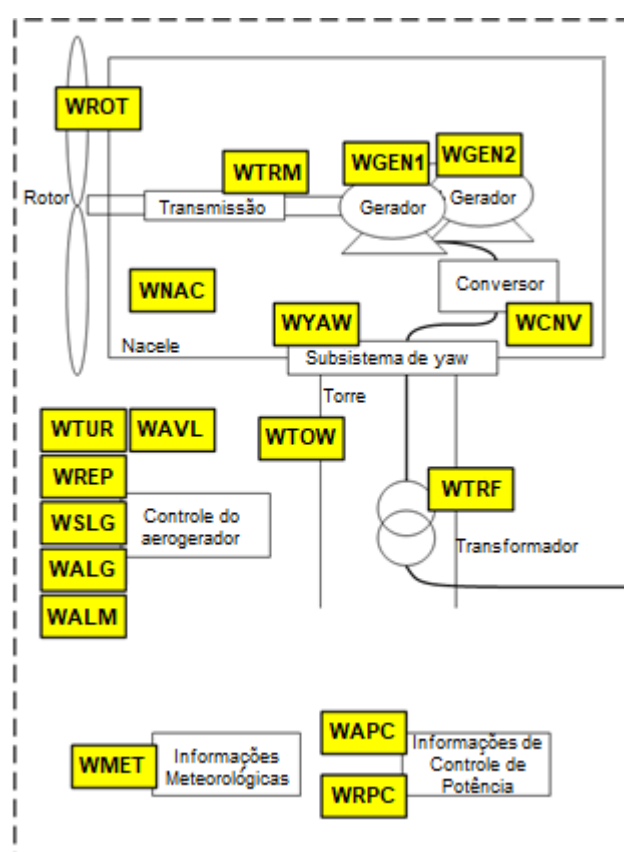 WROT
WGEN2
WGEN1
WTRM
Rotor
Transmissão
Gerador
Gerador
WNAC
Conversor
WYAW
WCNV
Nacele
Subsistema de yaw
Torre
WTUR
WAVL
WTOW
WREP
WTRF
WSLG
Controle do
aerogerador
Transformador
WALG
WALM
WMET
Informações
Meteorológicas
WAPC
WRPC
Informações de
Controle de
Potência